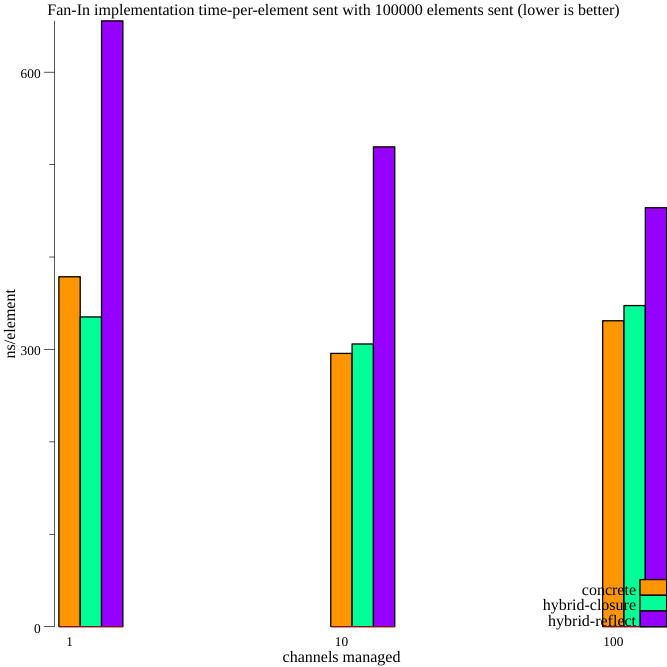 Fan-In implementation time-per-element sent with 100000 elements sent (lower is better)
600
300
0
ns/element
1
10
100
channels managed
concrete
hybrid-closure
hybrid-reflect